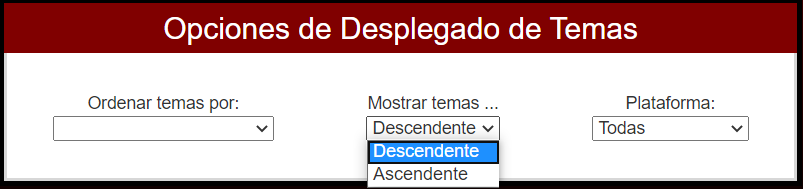 Opciones de Desplegado de Temas
Ordenar temas por:
Mostrar temas ...
Plataforma:
Descendente
Todas
Descendente
Ascendente